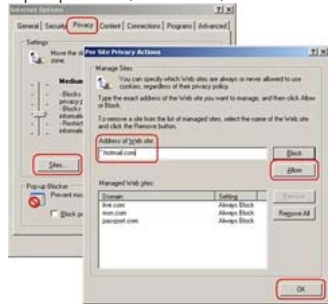 Internet Options
General Security Privacy Content Connections Programs Advanced
Settings
Move the
zone.
Medium
- Blocks
privacy p
- Blocks
informati
- Restrict
informati
Sites...
Pop-up Blocker
Prevent mo
Block p
Per Site Privacy Actions
Manage Sites
You can specify which Web sites are always or never allowed to use
cookies, regardless of their privacy policy.
Type the exact address of the Web site you want to manage, and then click Allow
or Block.
To remove a site from the list of managed sites, select the name of the Web site
and click the Remove button.
Address of Web site:
hotmail.com
Block
Allow
Managed Web sites:
Domain Setting
live.com Always Block
msn.com Always Block
passport.com Always Block
Remove
Remove All
OK